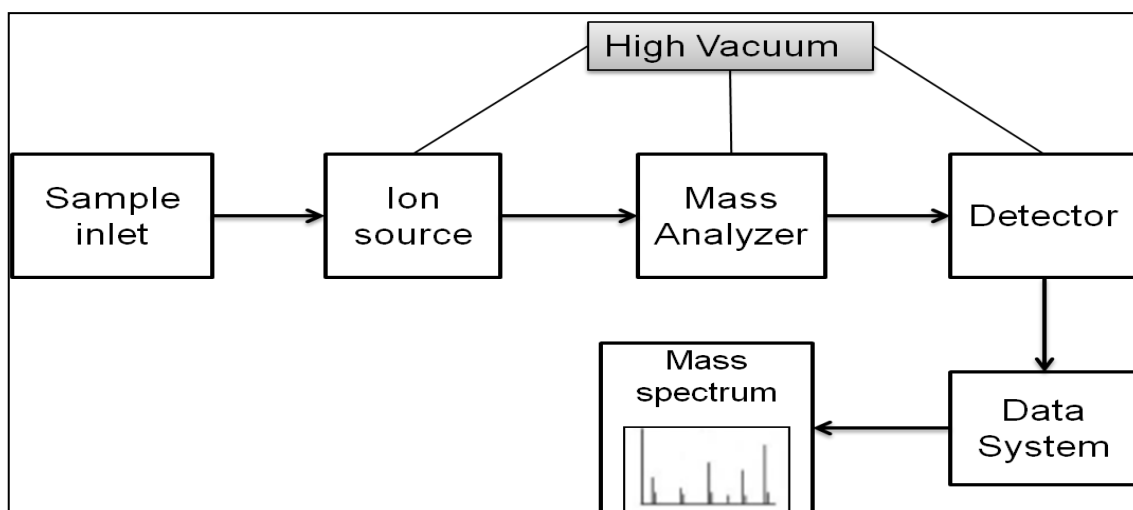 High Vacuum
Sample
inlet
Ion
source
Mass
Analyzer
Detector
Mass
spectrum
Data
System